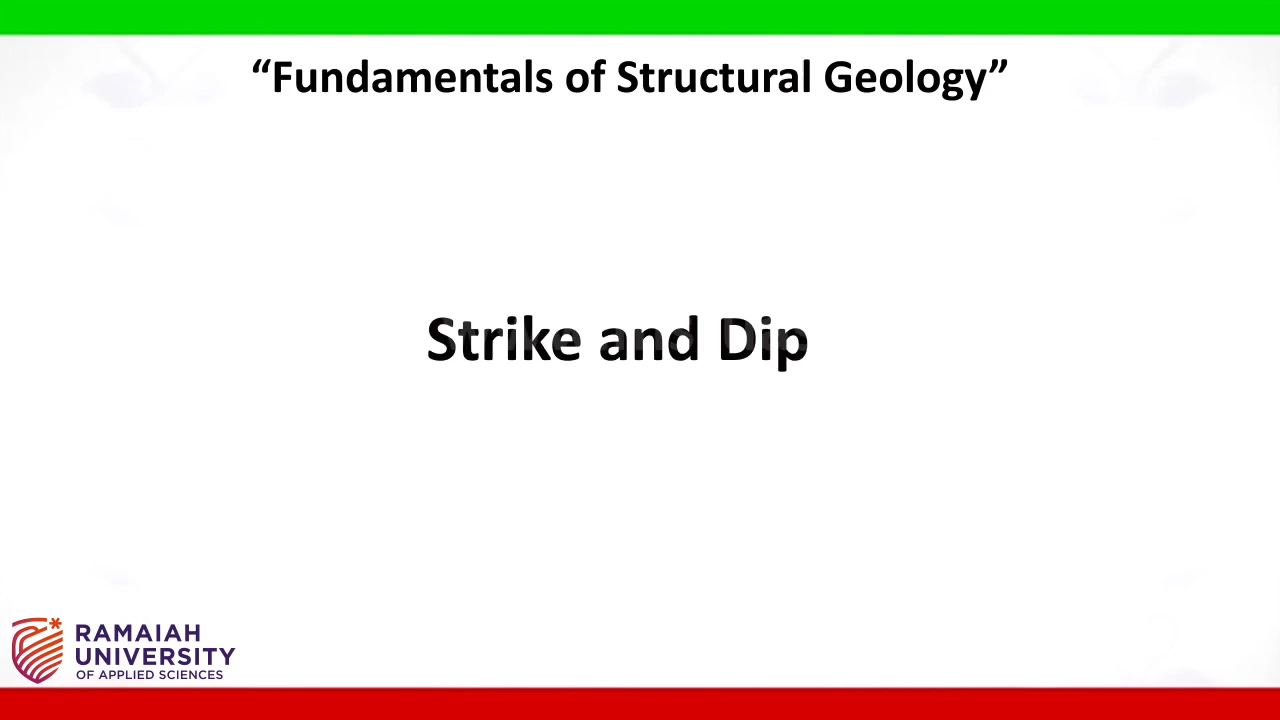 “Fundamentals of Structural Geology”
Strike and Dip
RAMAIAH
UNIVERSITY
OF APPLIED SCIENCES